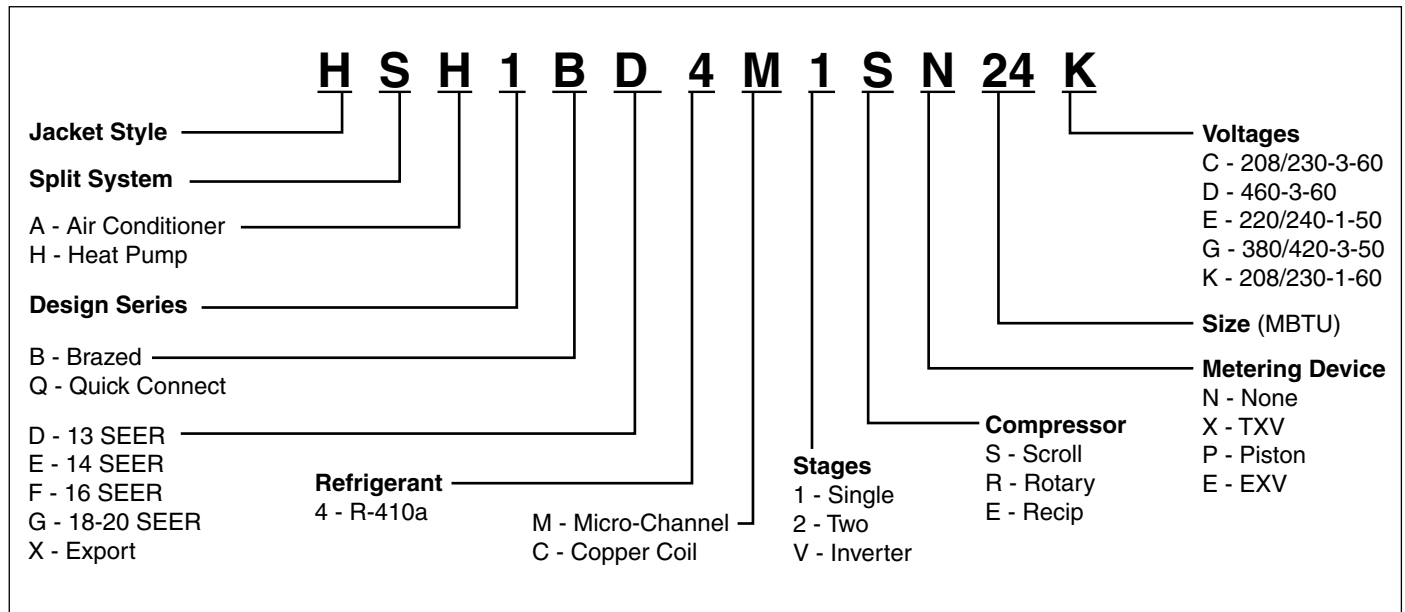 H S H 1 B D 4 M 1 S N 24 K
Jacket Style
Split System
A - Air Conditioner
H - Heat Pump
Design Series
B - Brazed
Q - Quick Connect
D - 13 SEER
E - 14 SEER
F - 16 SEER
G - 18-20 SEER
X - Export
Refrigerant
4 - R-410a
M - Micro-Channel
C - Copper Coil
Stages
1 - Single
2 - Two
V - Inverter
Compressor
S - Scroll
R - Rotary
E - Recip
Voltages
C - 208/230-3-60
D - 460-3-60
E - 220/240-1-50
G - 380/420-3-50
K - 208/230-1-60
Size (MBTU)
Metering Device
N - None
X - TXV
P - Piston
E - EXV